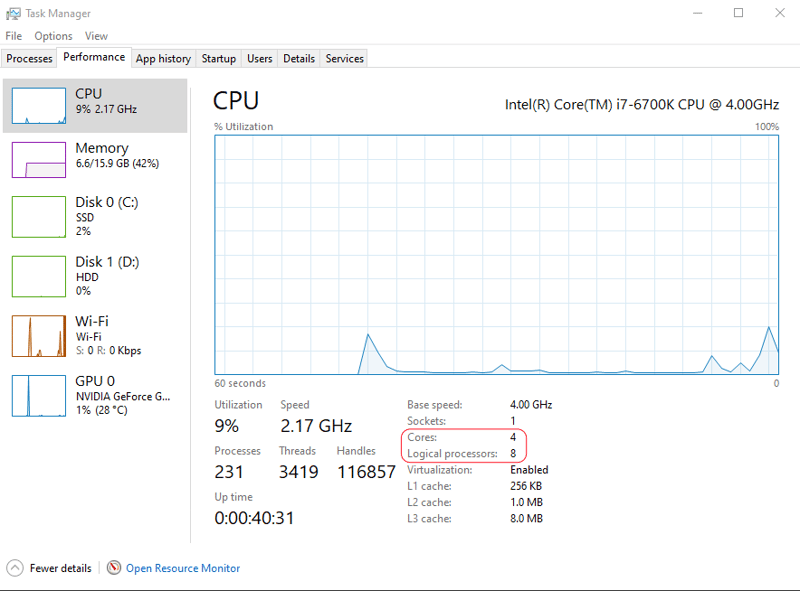 Task Manager
File Options View
Processes Performance App history Startup Users Details Services
CPU
9% 2.17 GHz
Memory
6.6/15.9 GB (42%)
Disk 0 (C:)
SSD
2%
Disk 1 (D:)
HDD
0%
Wi-Fi
Wi-Fi
S: 0 R: 0 Kbps
GPU 0
NVIDIA GeForce G...
1% (28 °C)
CPU Intel(R) Core(TM) i7-6700K CPU @ 4.00GHz
% Utilization 100%
60 seconds 0
Utilization Speed
9% 2.17 GHz
Processes Threads Handles
231 3419 116857
Up time
0:00:40:31
Base speed: 4.00 GHz
Sockets: 1
Cores: 4
Logical processors: 8
Virtualization: Enabled
L1 cache: 256 KB
L2 cache: 1.0 MB
L3 cache: 8.0 MB
Fewer details Open Resource Monitor